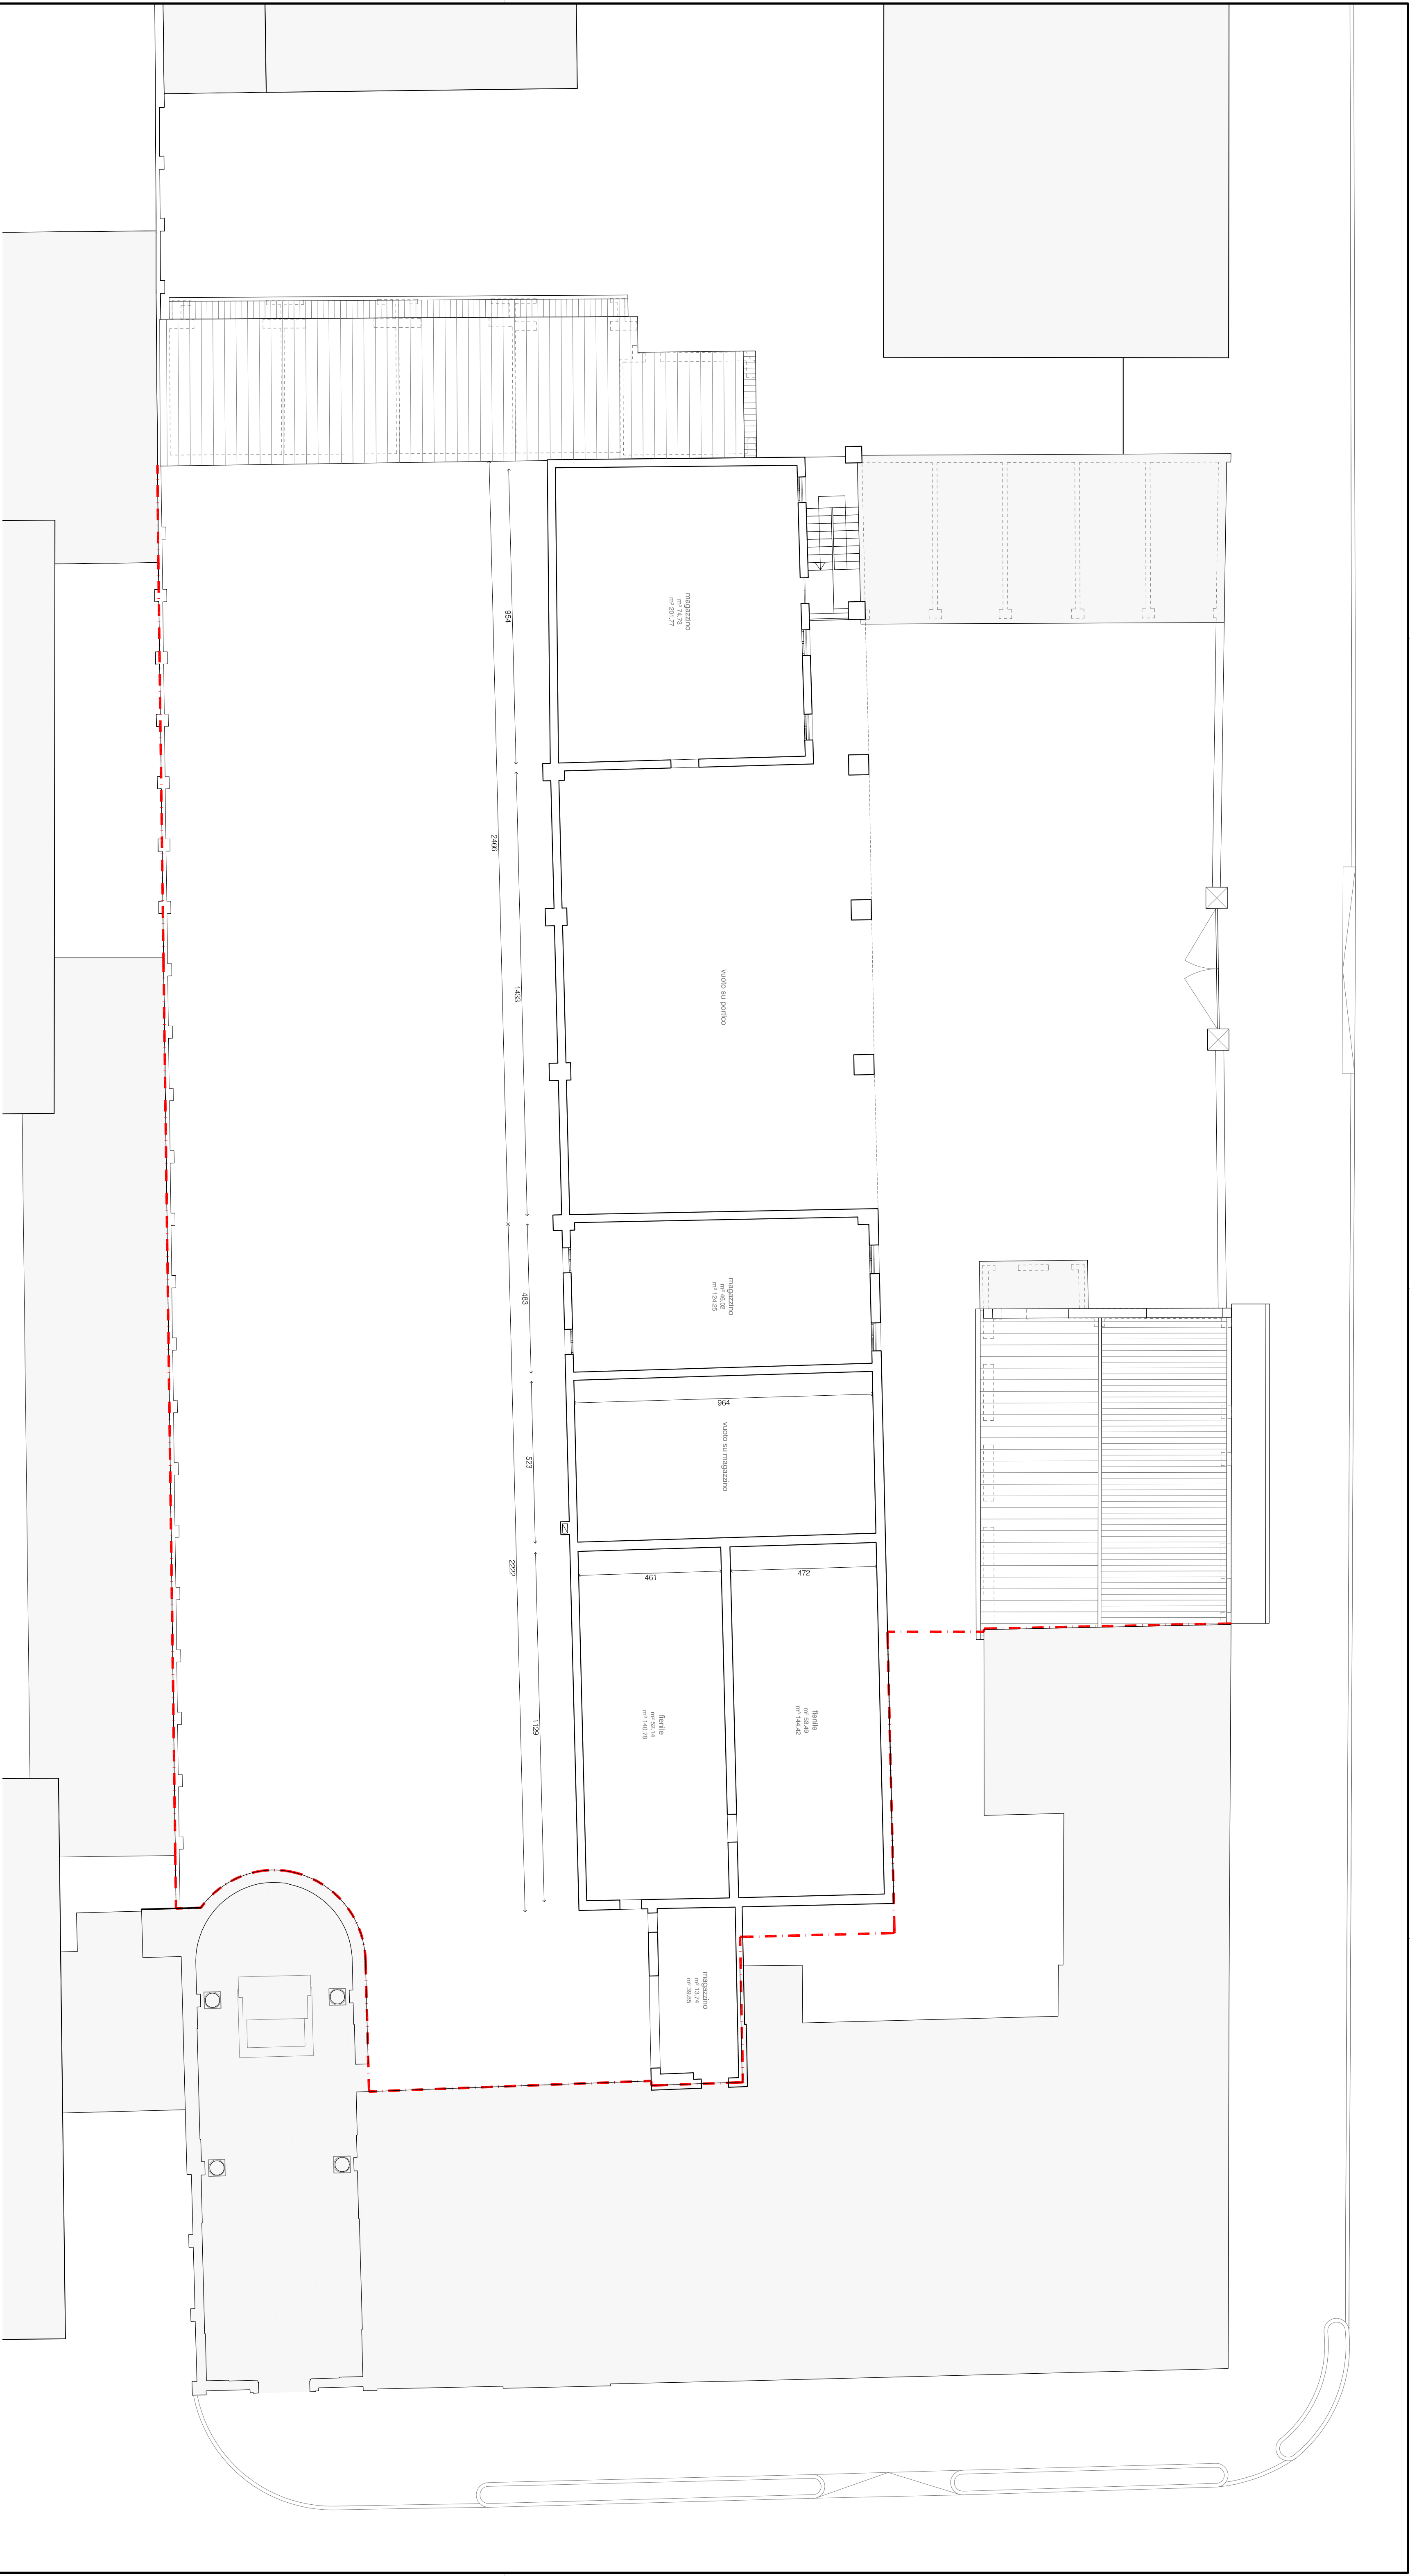 magazzino
m² 74.73
m³ 201.77
954
2466
1433
vuoto su portico
magazzino
m² 46.02
m³ 124.25
483
964
vuoto su magazzino
523
2222
461
472
fienile
m² 52.14
m³ 140.78
fienile
m² 53.49
m³ 144.42
1129
magazzino
m² 13.74
m³ 39.85